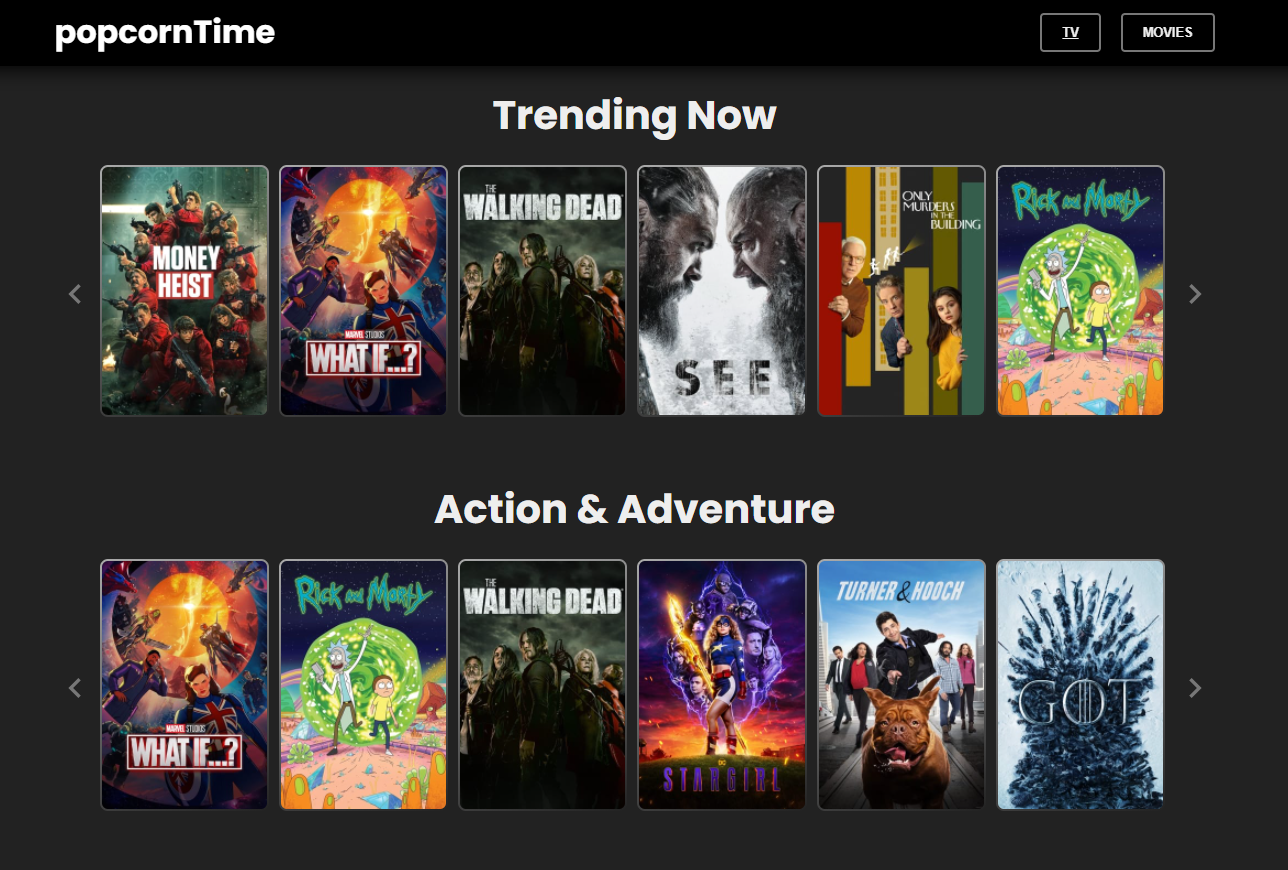 popcornTime
TV
MOVIES
Trending Now
MONEY
HEIST
MARVEL STUDIOS
WHAT IF...?
THE
WALKING DEAD
SEE
ONLY
MURDERS
IN THE
BUILDING
Rick and Morty
Action & Adventure
MARVEL STUDIOS
WHAT IF...?
Rick and Morty
THE
WALKING DEAD
DC
STARGIRL
TURNER & HOOCH
GOT